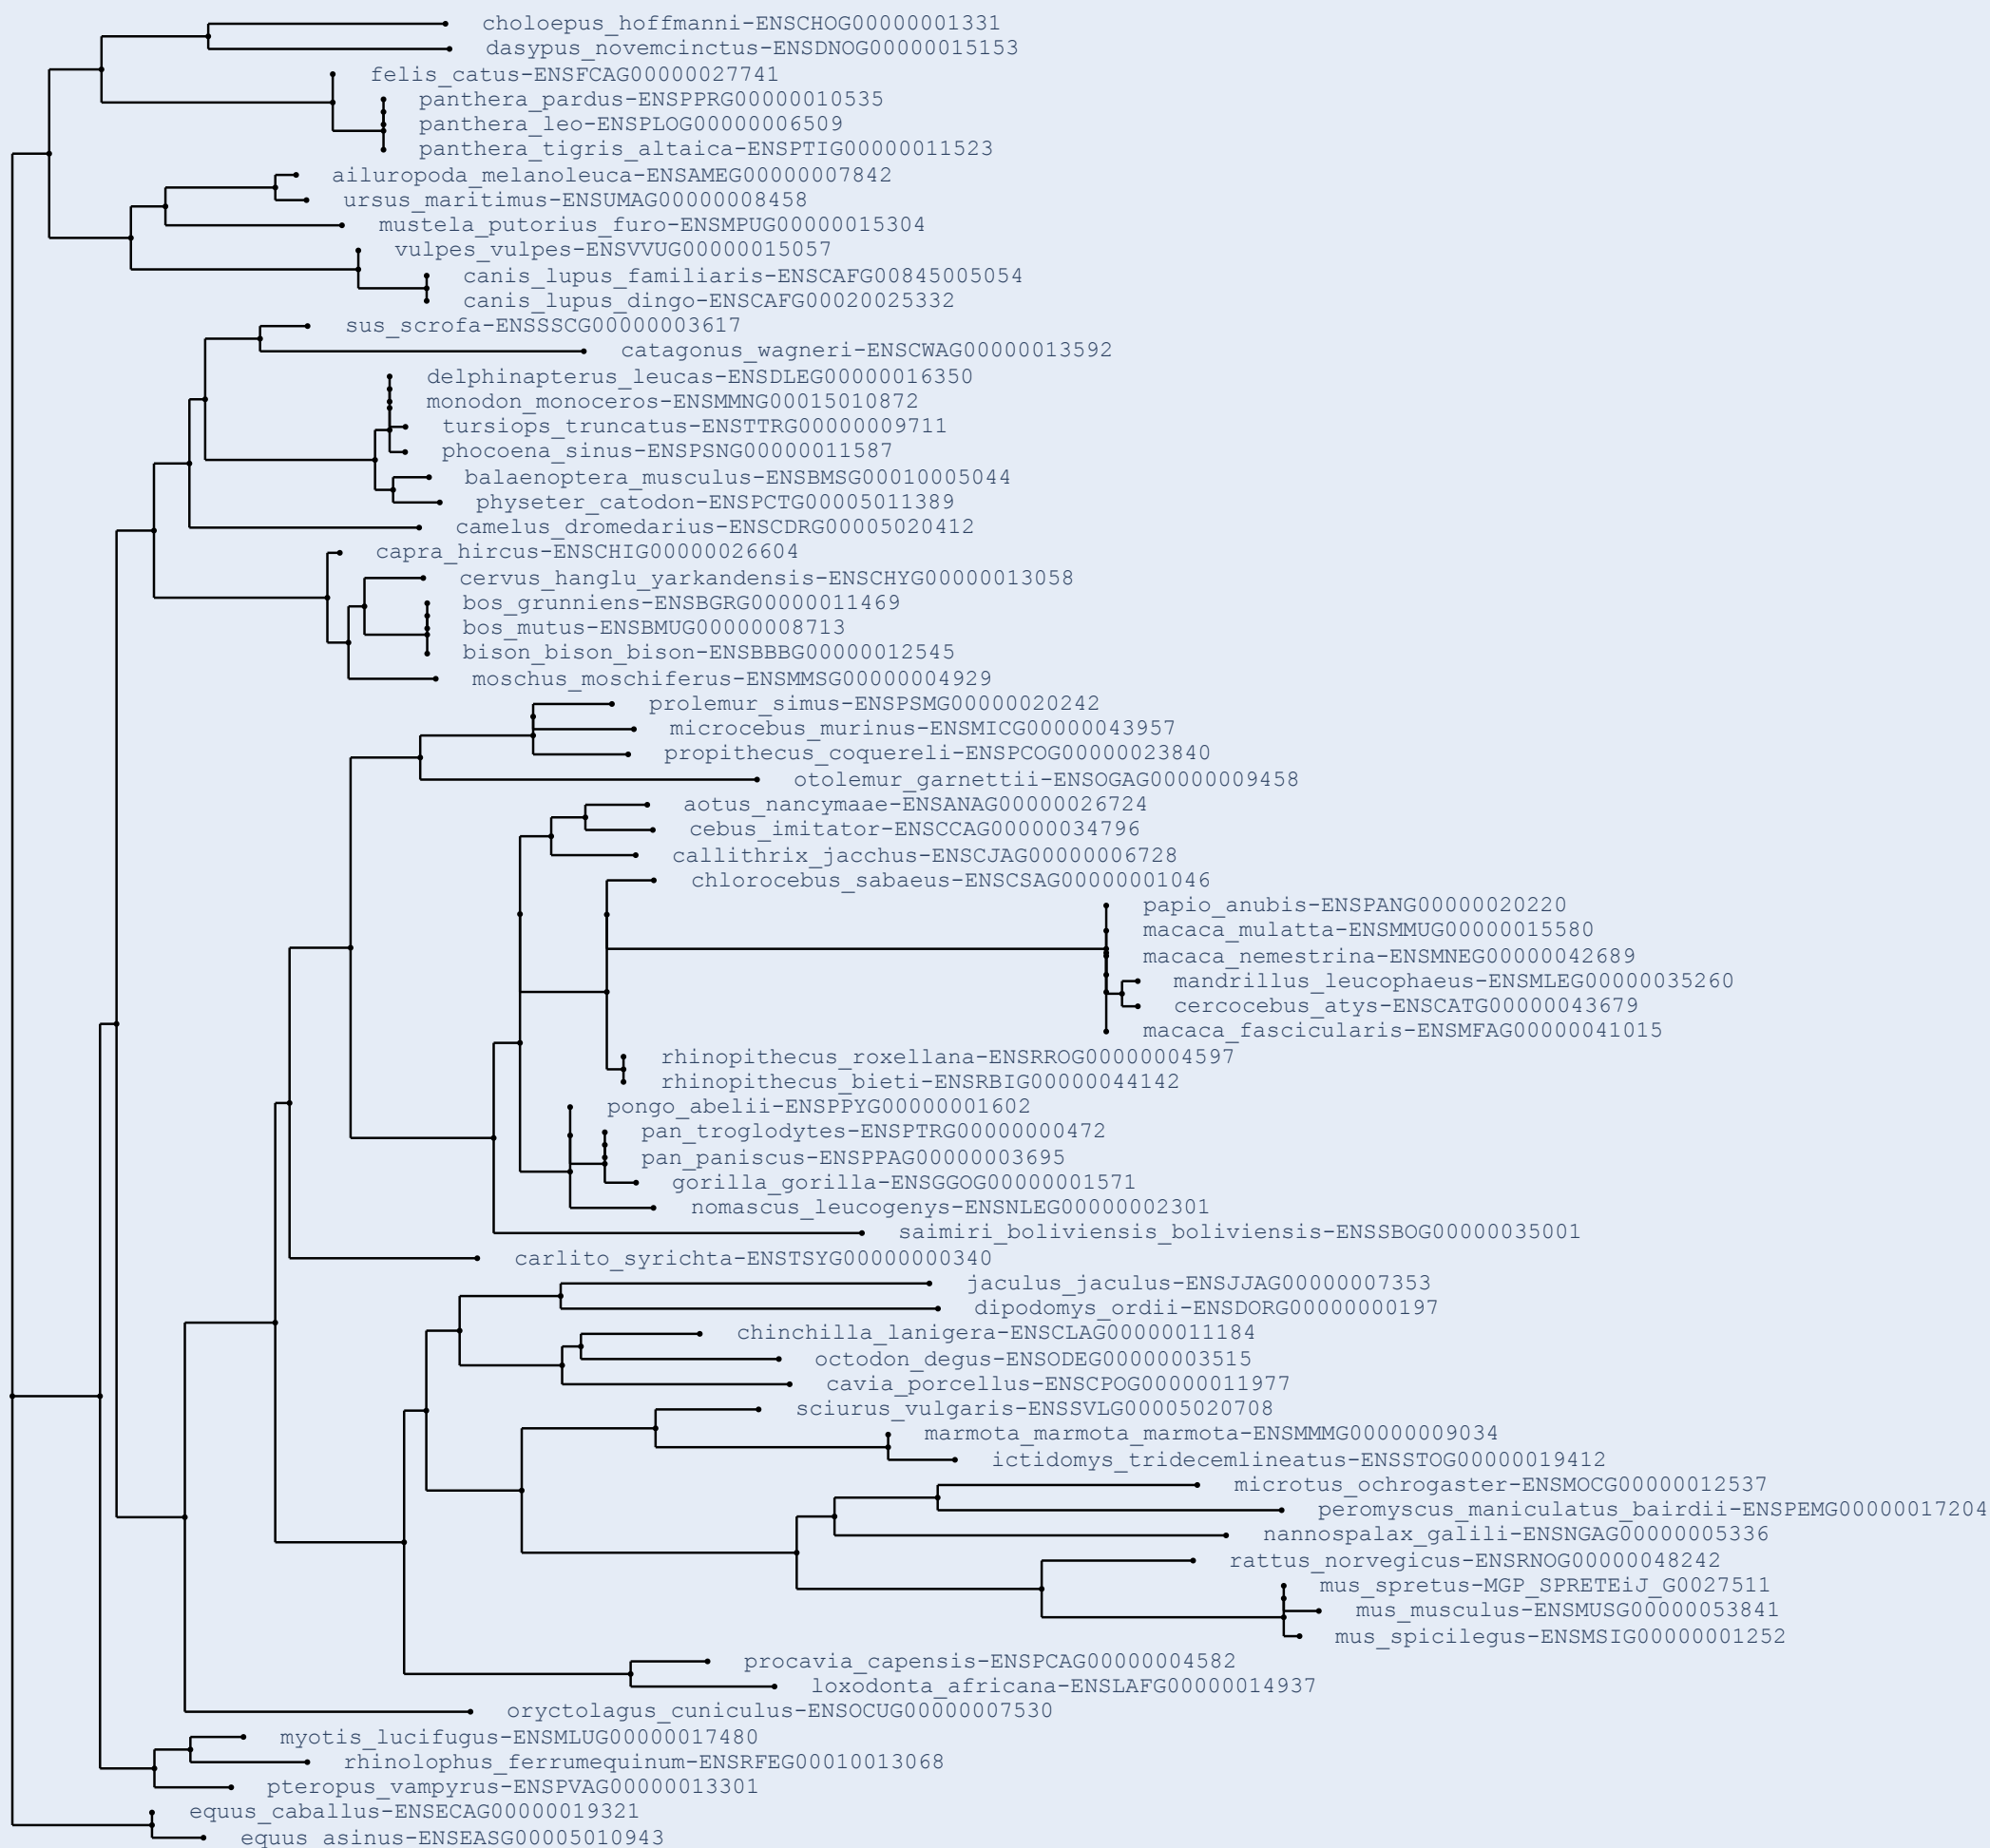 choloepus_hoffmanni-ENSCHOG00000001331
dasypus_novemcinctus-ENSDNOG00000015153
felis_catus-ENSFCAG00000027741
panthera_pardus-ENSPPRG00000010535
panthera_leo-ENSPLOG00000006509
panthera_tigris_altaica-ENSPTIG00000011523
ailuropoda_melanoleuca-ENSAMEG00000007842
ursus_maritimus-ENSUMAG00000008458
mustela_putorius_furo-ENSMPUG00000015304
vulpes_vulpes-ENSVVUG00000015057
canis_lupus_familiaris-ENSCAFG00845005054
canis_lupus_dingo-ENSCAFG00020025332
sus_scrofa-ENSSSCG00000003617
catagonus_wagneri-ENSCWAG00000013592
delphinapterus_leucas-ENSDLEG00000016350
monodon_monoceros-ENSMMNG00015010872
tursiops_truncatus-ENSTTRG00000009711
phocoena_sinus-ENSPSNG00000011587
balaenoptera_musculus-ENSBMSG00010005044
physeter_catodon-ENSPCTG00005011389
camelus_dromedarius-ENSCDRG00005020412
capra_hircus-ENSCHIG00000026604
cervus_hanglu_yarkandensis-ENSCHYG00000013058
bos_grunniens-ENSBGRG00000011469
bos_mutus-ENSBMUG00000008713
bison_bison_bison-ENSBBBG00000012545
moschus_moschiferus-ENSMMSG00000004929
prolemur_simus-ENSPSMG00000020242
microcebus_murinus-ENSMICG00000043957
propithecus_coquereli-ENSPCOG00000023840
otolemur_garnettii-ENSOGAG00000009458
aotus_nancymaae-ENSANAG00000026724
cebus_imitator-ENSCCAG00000034796
callithrix_jacchus-ENSCJAG00000006728
chlorocebus_sabaeus-ENSCSAG00000001046
papio_anubis-ENSPANG00000020220
macaca_mulatta-ENSMMUG00000015580
macaca_nemestrina-ENSMNEG00000042689
mandrillus_leucophaeus-ENSMLEG00000035260
cercocebus_atys-ENSCATG00000043679
macaca_fascicularis-ENSMFAG00000041015
rhinopithecus_roxellana-ENSRROG00000004597
rhinopithecus_bieti-ENSRBIG00000044142
pongo_abelii-ENSPPYG00000001602
pan_troglodytes-ENSPTRG00000000472
pan_paniscus-ENSPPAG00000003695
gorilla_gorilla-ENSGGOG00000001571
nomascus_leucogenys-ENSNLEG00000002301
saimiri_boliviensis_boliviensis-ENSSBOG00000035001
carlito_syrichta-ENSTSYG00000000340
jaculus_jaculus-ENSJJAG00000007353
dipodomys_ordii-ENSDORG00000000197
chinchilla_lanigera-ENSCLAG00000011184
octodon_degus-ENSODEG00000003515
cavia_porcellus-ENSCPOG00000011977
sciurus_vulgaris-ENSSVLG00005020708
marmota_marmota_marmota-ENSMMMG00000009034
ictidomys_tridecemlineatus-ENSSTOG00000019412
microtus_ochrogaster-ENSMOCG00000012537
peromyscus_maniculatus_bairdii-ENSPEMG00000017204
nannospalax_galili-ENSNGAG00000005336
rattus_norvegicus-ENSRNOG00000048242
mus_spretus-MGP_SPRETEiJ_G0027511
mus_musculus-ENSMUSG00000053841
mus_spicilegus-ENSMSIG00000001252
procavia_capensis-ENSPCAG00000004582
loxodonta_africana-ENSLAFG00000014937
oryctolagus_cuniculus-ENSOCUG00000007530
myotis_lucifugus-ENSMLUG00000017480
rhinolophus_ferrumequinum-ENSRFEG00010013068
pteropus_vampyrus-ENSPVAG00000013301
equus_caballus-ENSECAG00000019321
equus_asinus-ENSEASG00005010943